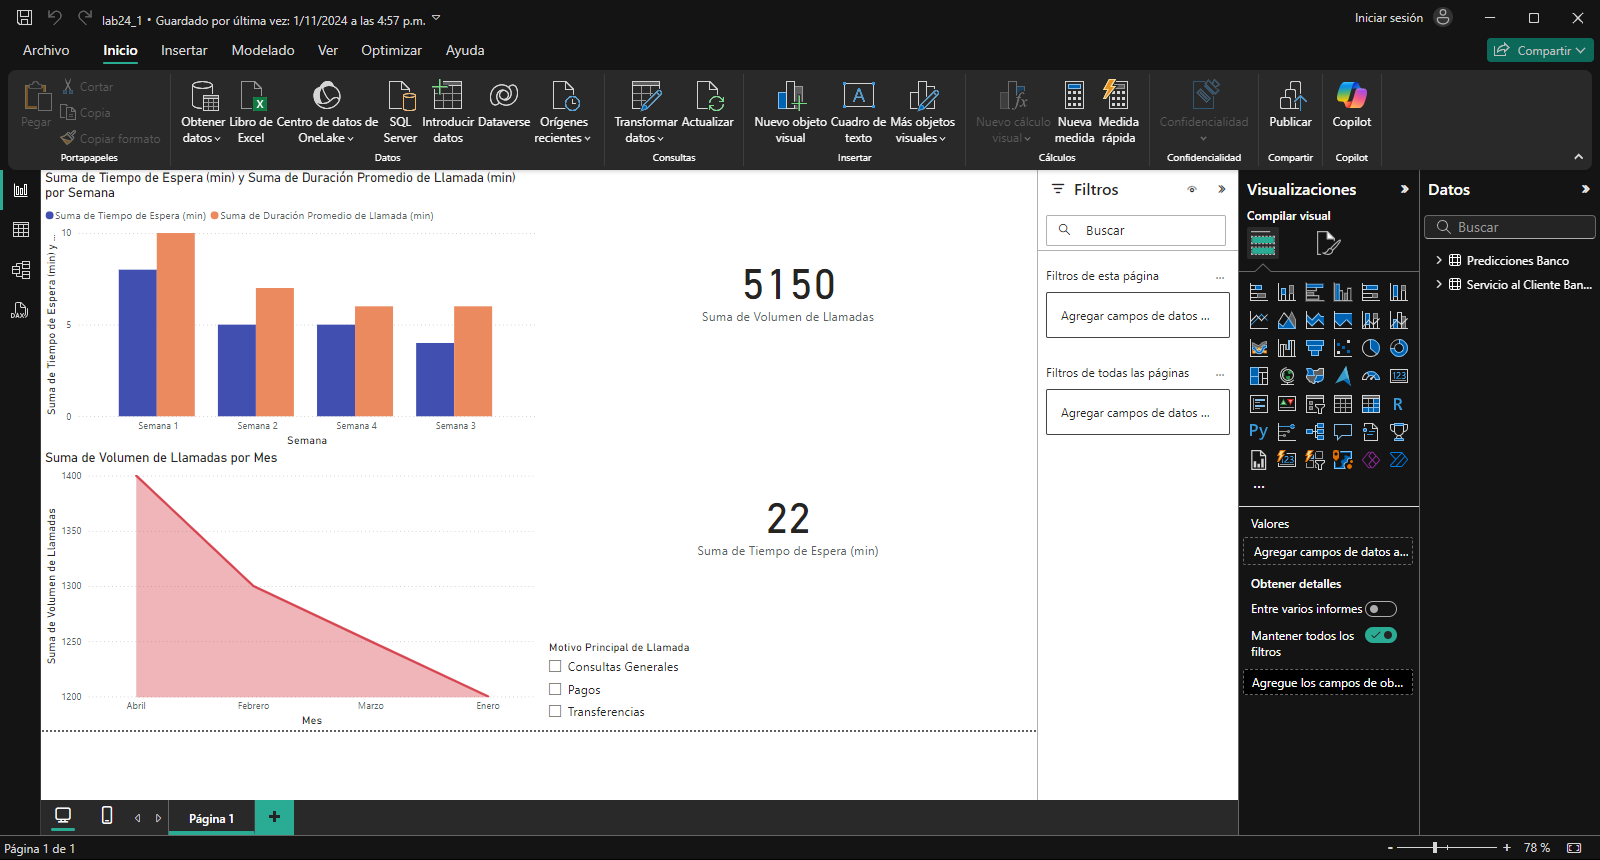 lab24_1 • Guardado por última vez: 1/11/2024 a las 4:57 p.m.
Iniciar sesión
Archivo Inicio Insertar Modelado Ver Optimizar Ayuda
Compartir
Pegar
Cortar
Copia
Copiar formato
Portapapeles
Obtener datos
Libro de Excel
Centro de datos de OneLake
SQL Server
Introducir datos
Dataverse
Orígenes recientes
Datos
Transformar datos
Actualizar
Consultas
Nuevo objeto visual
Cuadro de texto
Más objetos visuales
Insertar
Nuevo cálculo visual
Nueva medida
Medida rápida
Cálculos
Confidencialidad
Confidencialidad
Publicar
Compartir
Copilot
Copilot
Suma de Tiempo de Espera (min) y Suma de Duración Promedio de Llamada (min)
por Semana
Suma de Tiempo de Espera (min) Suma de Duración Promedio de Llamada (min)
Suma de Tiempo de Espera (min) y ...
10
5
0
Semana 1 Semana 2 Semana 4 Semana 3
Semana
Suma de Volumen de Llamadas por Mes
Suma de Volumen de Llamadas
1400
1350
1300
1250
1200
Abril Febrero Marzo Enero
Mes
5150
Suma de Volumen de Llamadas
22
Suma de Tiempo de Espera (min)
Motivo Principal de Llamada
Consultas Generales
Pagos
Transferencias
Filtros
Buscar
Filtros de esta página ...
Agregar campos de datos ...
Filtros de todas las páginas ...
Agregar campos de datos ...
Visualizaciones
Compilar visual
123
R
Py
123
...
Valores
Agregar campos de datos a...
Obtener detalles
Entre varios informes
Mantener todos los
filtros
Agregue los campos de ob...
Datos
Buscar
Predicciones Banco
Servicio al Cliente Ban...
DAX
Página 1
+
Página 1 de 1
- + 78 %